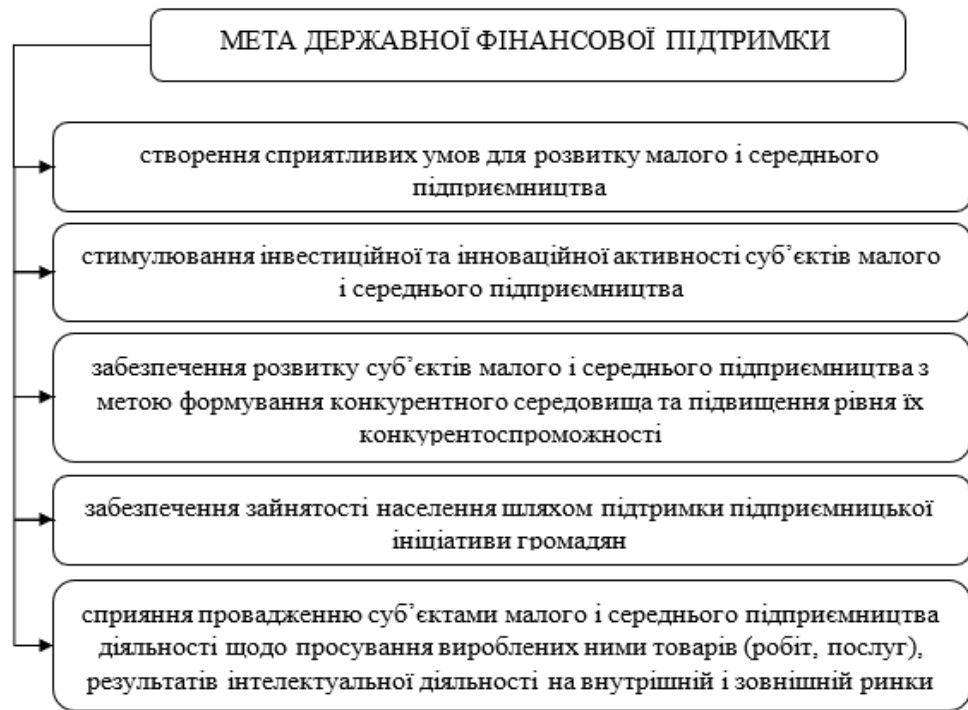 МЕТА ДЕРЖАВНОЇ ФІНАНСОВОЇ ПІДТРИМКИ
створення сприятливих умов для розвитку малого і середнього
підприємництва
стимулювання інвестиційної та інноваційної активності суб’єктів малого
і середнього підприємництва
забезпечення розвитку суб’єктів малого і середнього підприємництва з
метою формування конкурентного середовища та підвищення рівня їх
конкурентоспроможності
забезпечення зайнятості населення шляхом підтримки підприємницької
ініціативи громадян
сприяння провадженню суб’єктами малого і середнього підприємництва
діяльності щодо просування вироблених ними товарів (робіт, послуг),
результатів інтелектуальної діяльності на внутрішній і зовнішній ринки